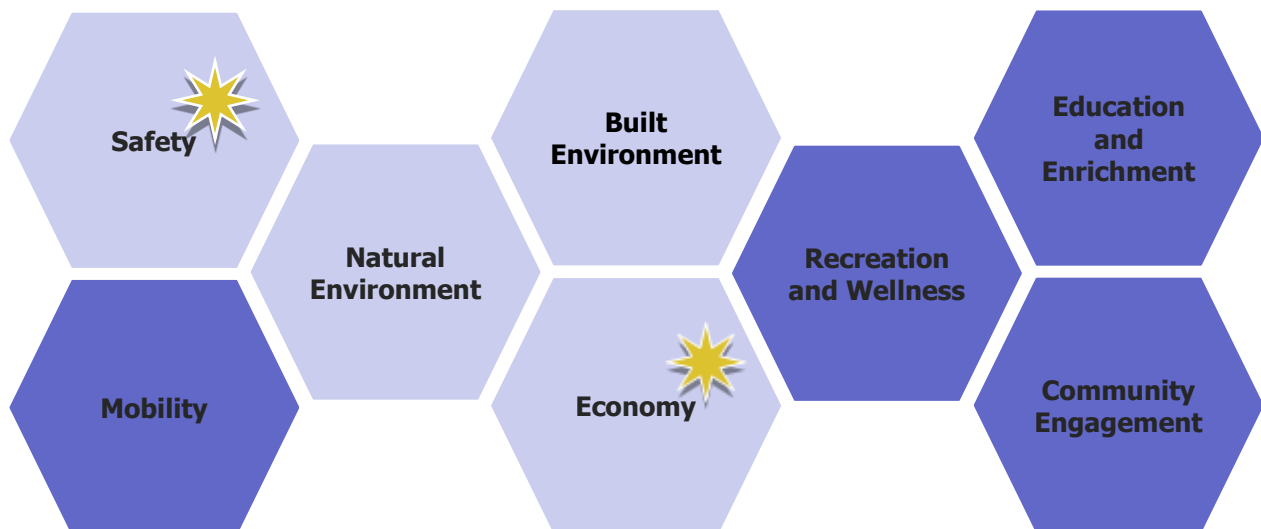 Safety
Built
Environment
Education
and
Enrichment
Natural
Environment
Recreation
and Wellness
Mobility
Economy
Community
Engagement